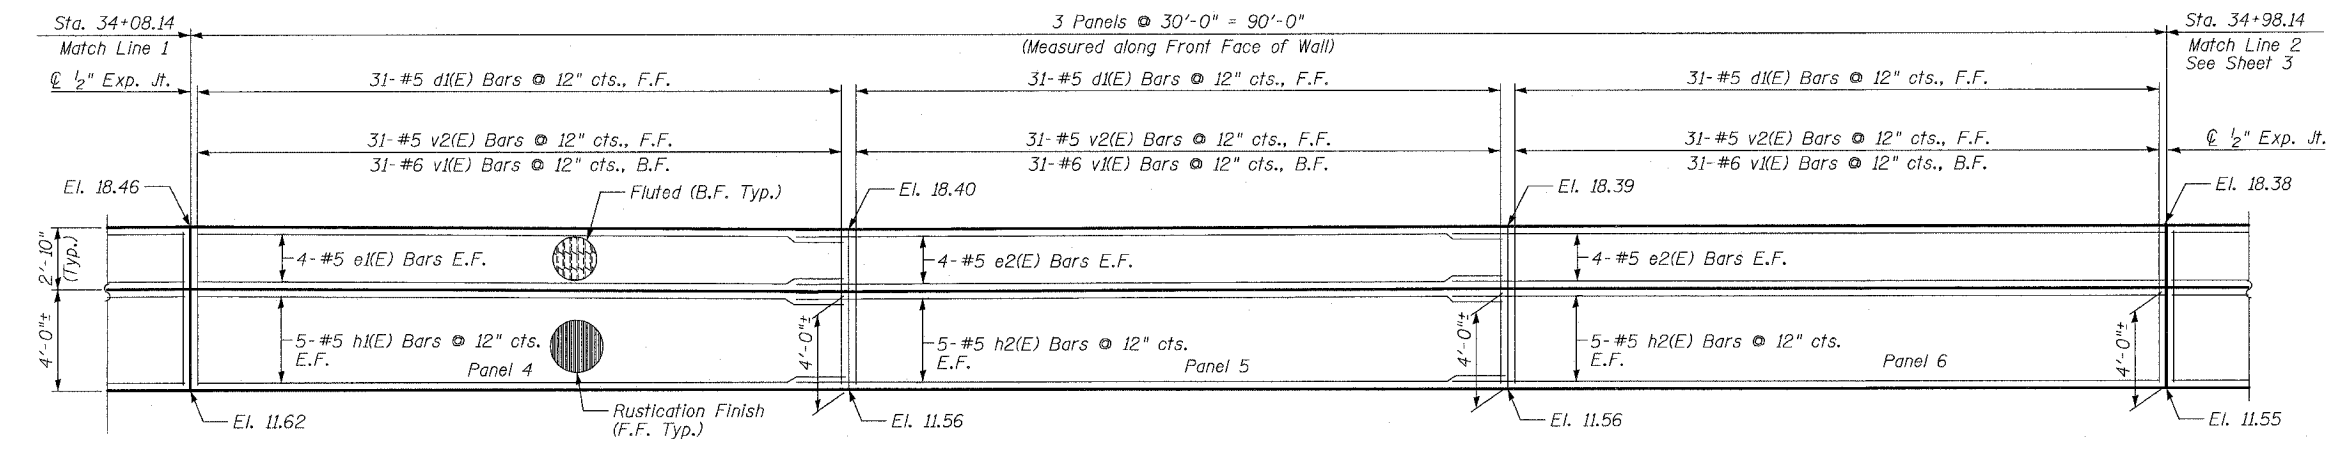 Sta. 34+08.14
Match Line 1
℄ ½" Exp. Jt.
3 Panels @ 30'-0" = 90'-0"
(Measured along Front Face of Wall)
Sta. 34+98.14
Match Line 2
See Sheet 3
31-#5 d1(E) Bars @ 12" cts., F.F.
31-#5 d1(E) Bars @ 12" cts., F.F.
31-#5 d1(E) Bars @ 12" cts., F.F.
31-#5 v2(E) Bars @ 12" cts., F.F.
31-#6 v1(E) Bars @ 12" cts., B.F.
31-#5 v2(E) Bars @ 12" cts., F.F.
31-#6 v1(E) Bars @ 12" cts., B.F.
31-#5 v2(E) Bars @ 12" cts., F.F.
31-#6 v1(E) Bars @ 12" cts., B.F.
℄ ½" Exp. Jt.
El. 18.46
Fluted (B.F. Typ.)
El. 18.40
El. 18.39
El. 18.38
2'-10"
(Typ.)
4-#5 e1(E) Bars E.F.
4-#5 e2(E) Bars E.F.
4-#5 e2(E) Bars E.F.
4'-0"±
5-#5 h1(E) Bars @ 12" cts.
E.F.
Panel 4
4'-0"±
5-#5 h2(E) Bars @ 12" cts.
E.F.
Panel 5
4'-0"±
5-#5 h2(E) Bars @ 12" cts.
E.F.
Panel 6
4'-0"±
El. 11.62
Rustication Finish
(F.F. Typ.)
El. 11.56
El. 11.56
El. 11.55